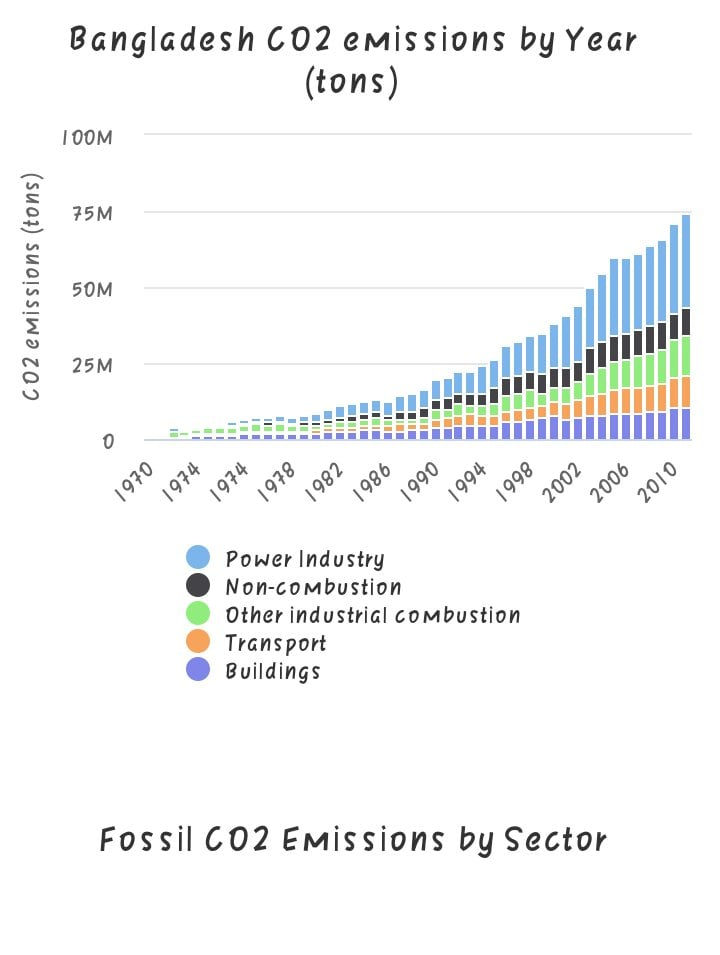 Bangladesh CO2 emissions by Year
(tons)
CO2 emissions (tons)
100M
75M
50M
25M
0
1970
1974
1974
1978
1982
1986
1990
1994
1998
2002
2006
2010
Power Industry
Non-combustion
Other industrial combustion
Transport
Buildings
Fossil CO2 Emissions by Sector